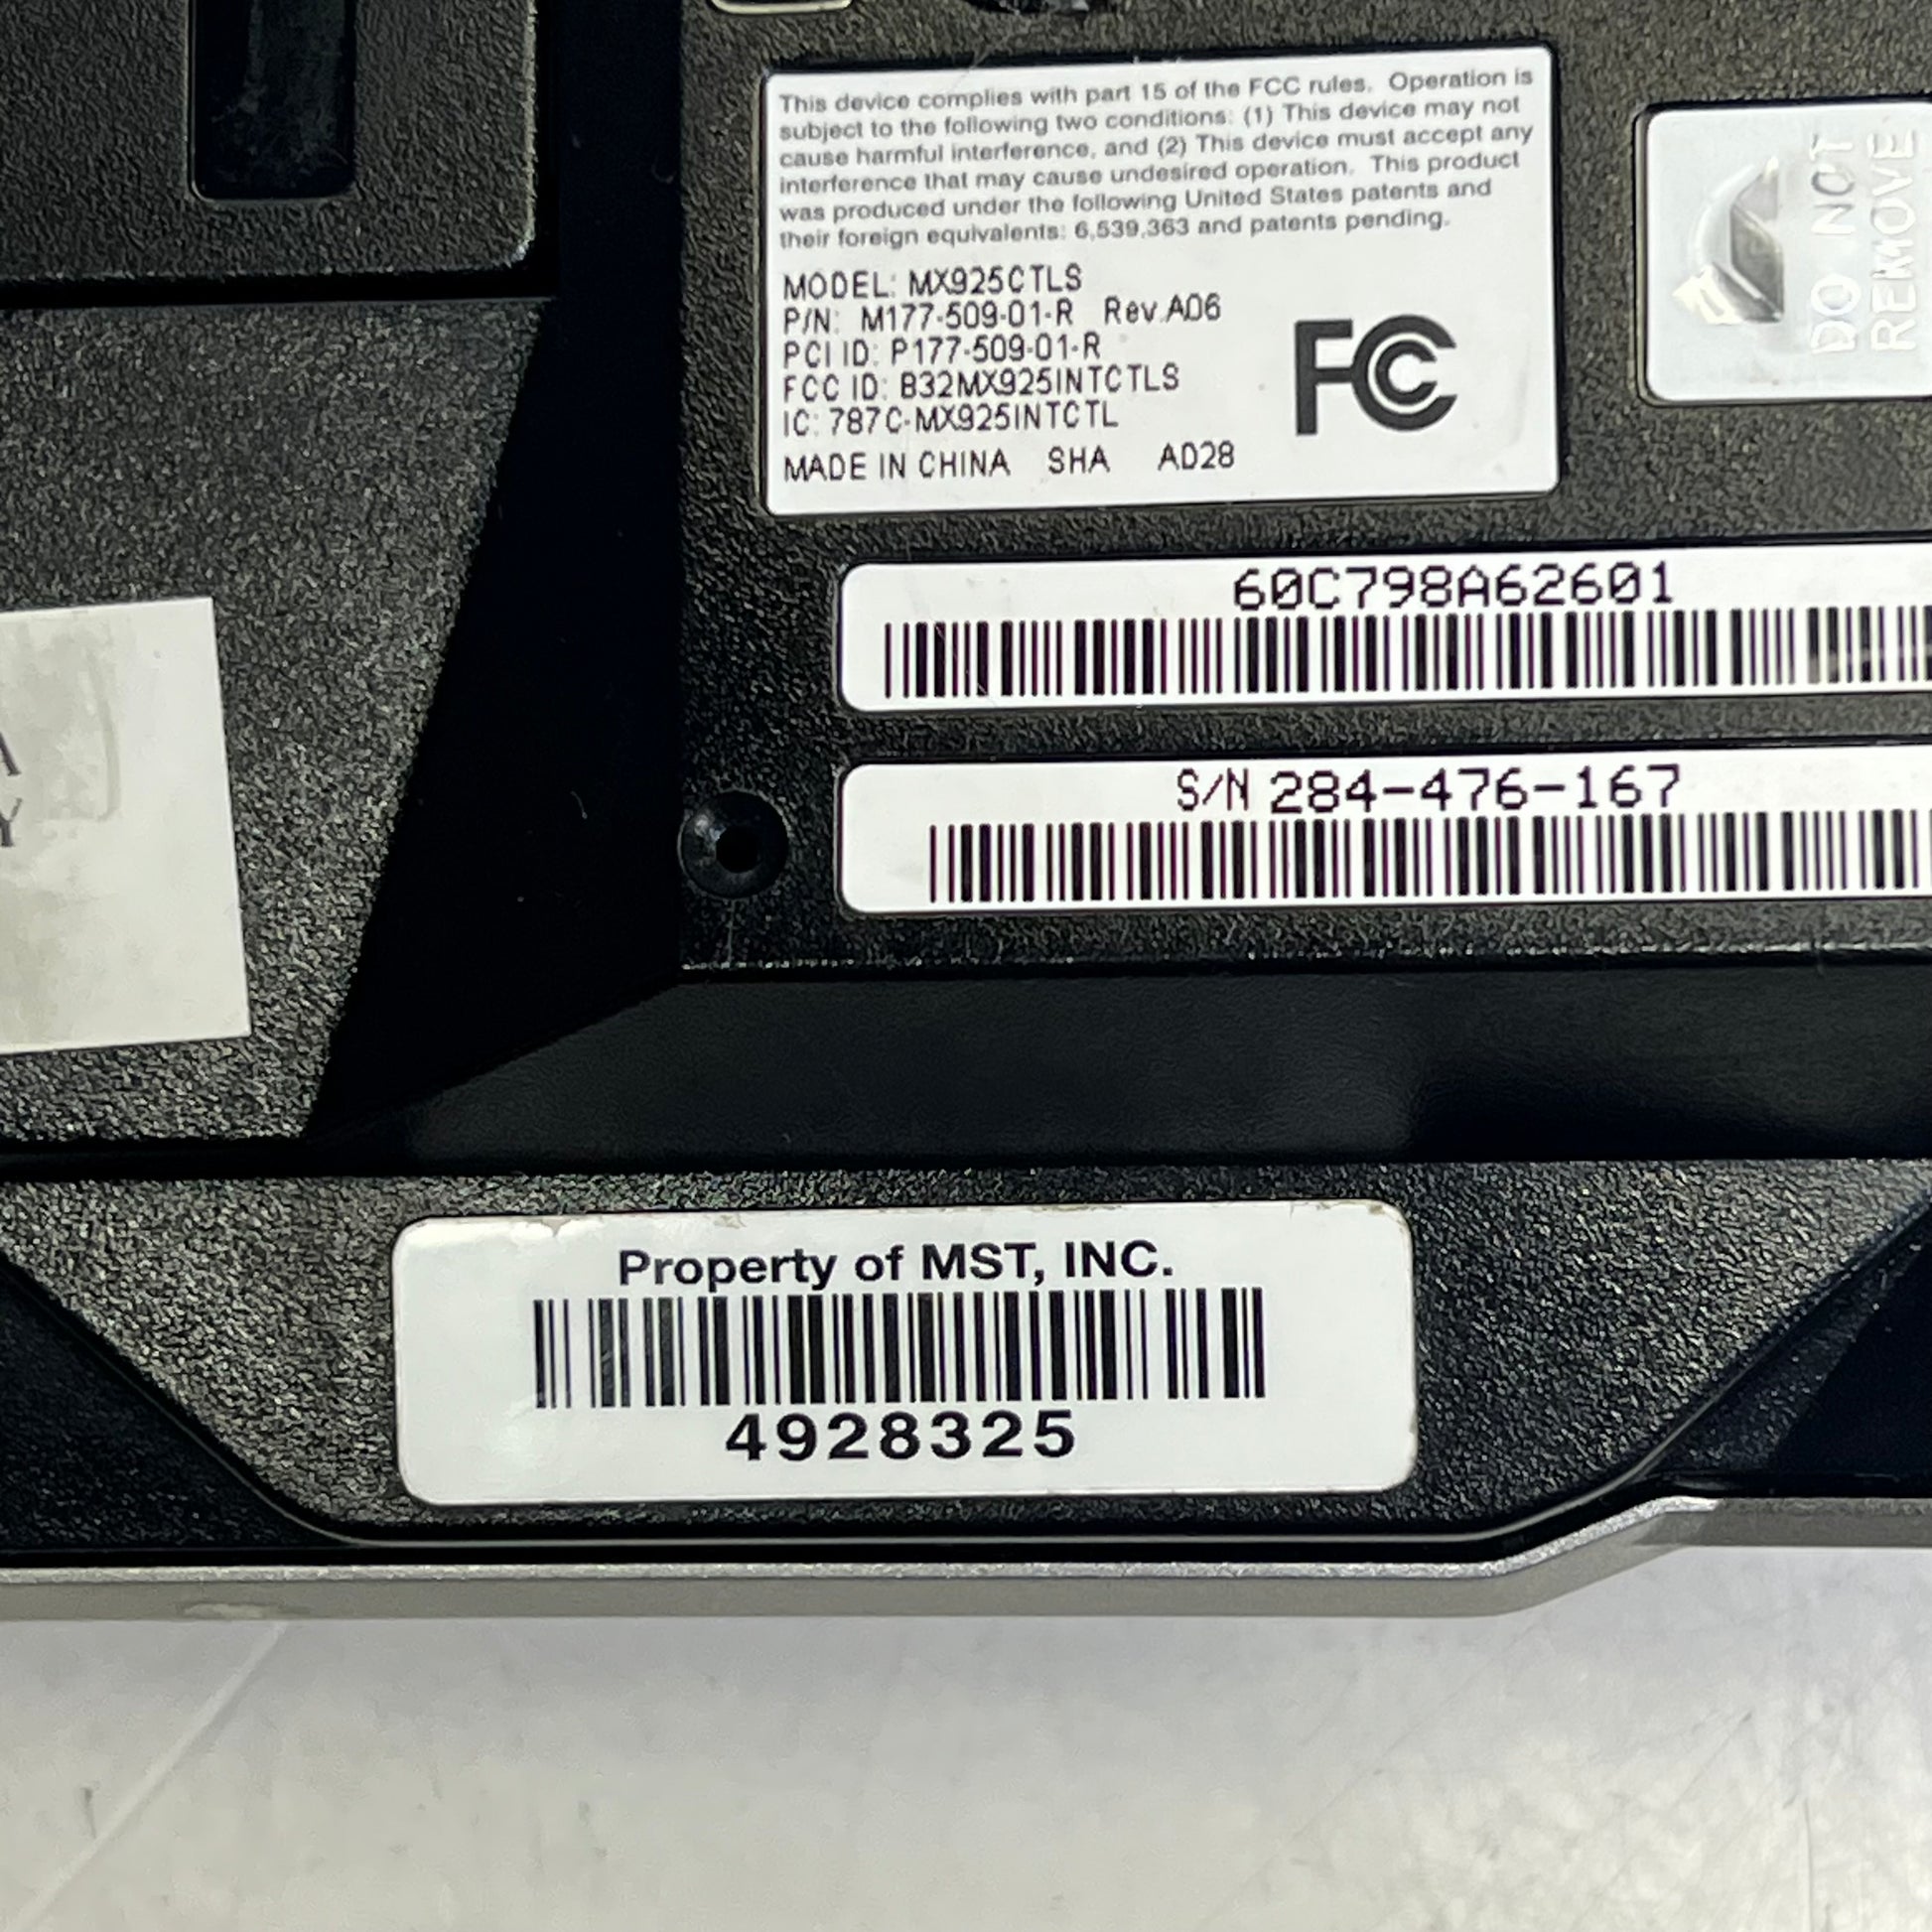 This device complies with part 15 of the FCC rules. Operation is
subject to the following two conditions: (1) This device may not
cause harmful interference, and (2) This device must accept any
interference that may cause undesired operation. This product
was produced under the following United States patents and
their foreign equivalents: 6,539,363 and patents pending.
MODEL: MX925CTLS
P/N: M177-509-01-R Rev.A06
PCI ID: P177-509-01-R
FCC ID: B32MX925INTCTLS
IC: 787C-MX925INTCTL
MADE IN CHINA SHA AD28
FC
DO NOT
REMOVE
60C798A62601
S/N 284-476-167
A
Y
Property of MST, INC.
4928325